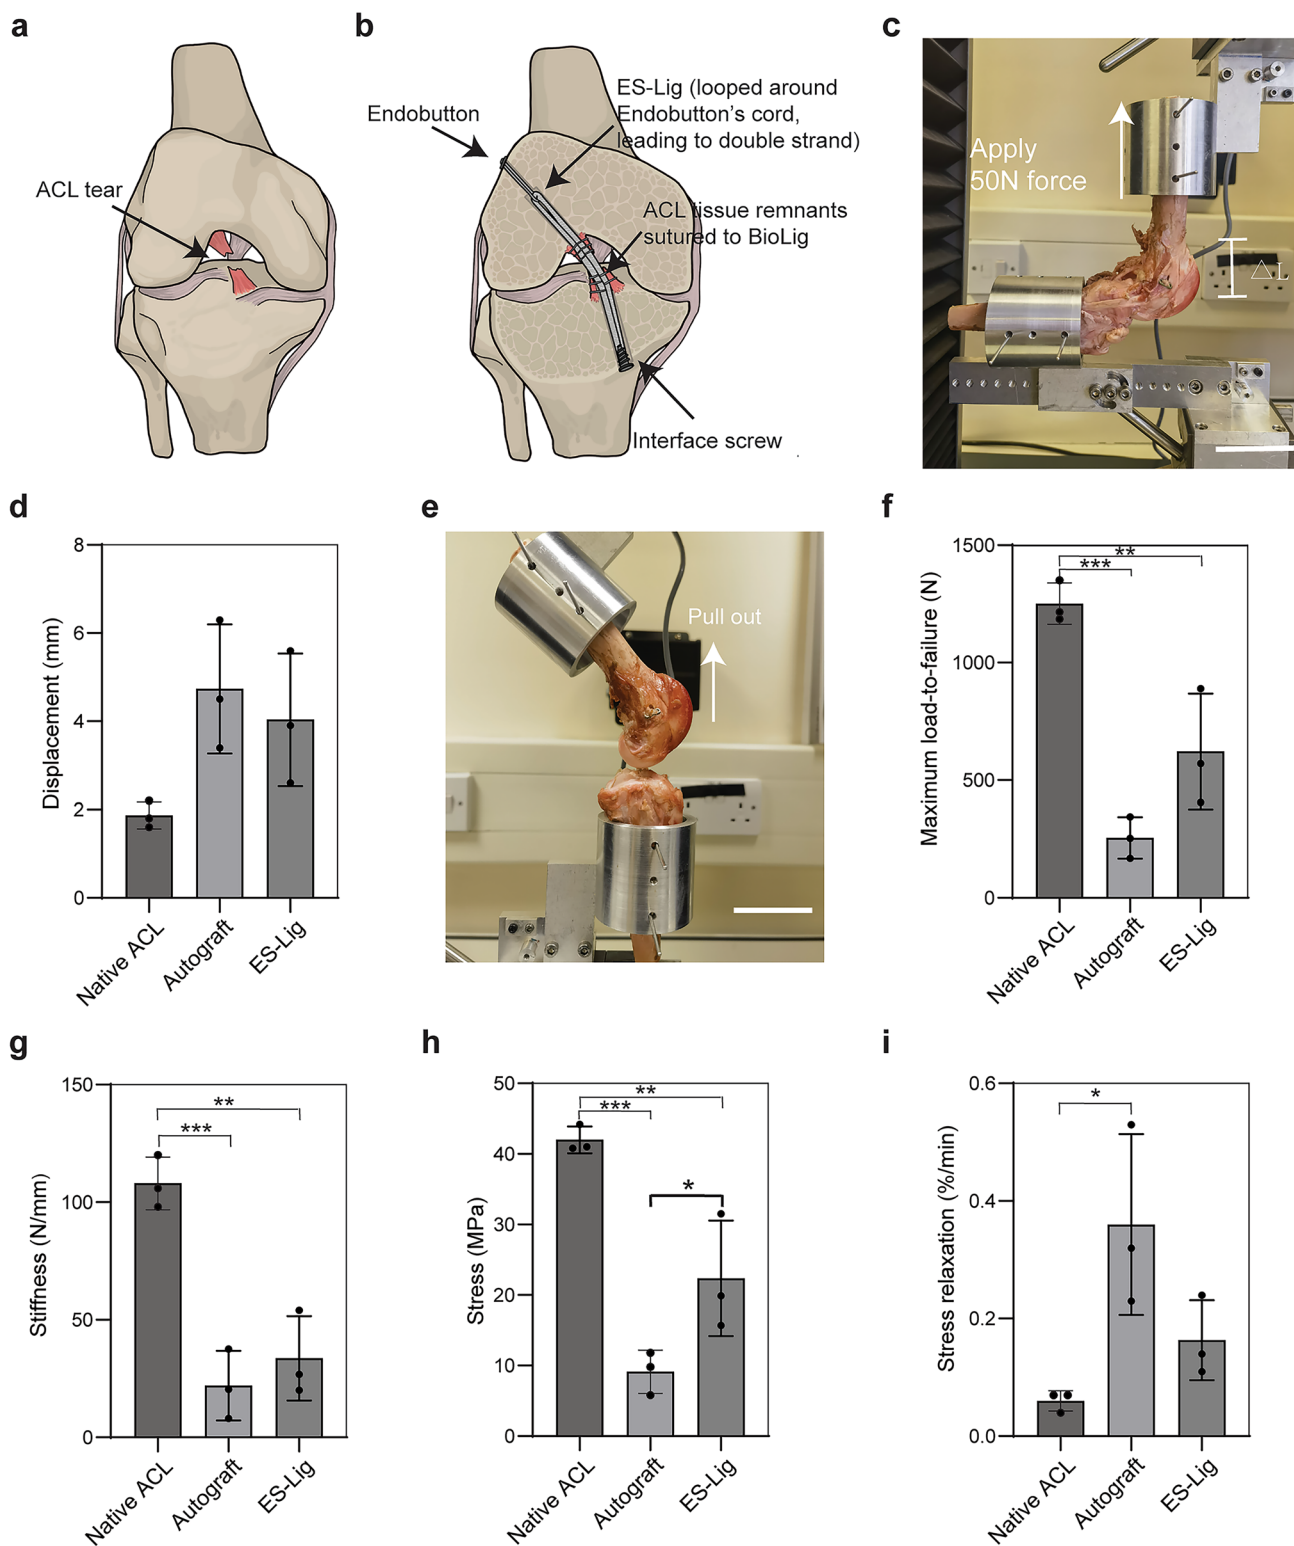 a
ACL tear
b
Endobutton
ES-Lig (looped around
Endobutton's cord,
leading to double strand)
ACL tissue remnants
sutured to BioLig
Interface screw
c
Apply
50N force
△L
d
Displacement (mm)
8
6
4
2
0
Native ACL
Autograft
ES-Lig
e
Pull out
f
Maximum load-to-failure (N)
1500
1000
500
0
**
***
Native ACL
Autograft
ES-Lig
g
Stiffness (N/mm)
150
100
50
0
**
***
Native ACL
Autograft
ES-Lig
h
Stress (MPa)
50
40
30
20
10
0
**
***
*
Native ACL
Autograft
ES-Lig
i
Stress relaxation (%/min)
0.6
0.4
0.2
0.0
*
Native ACL
Autograft
ES-Lig